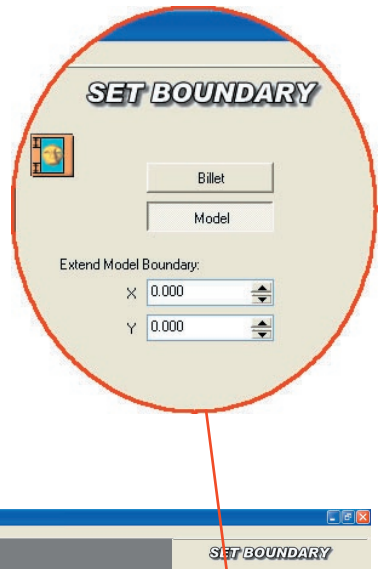 SET BOUNDARY
Billet
Model
Extend Model Boundary:
X 0.000
Y 0.000
SET BOUNDARY